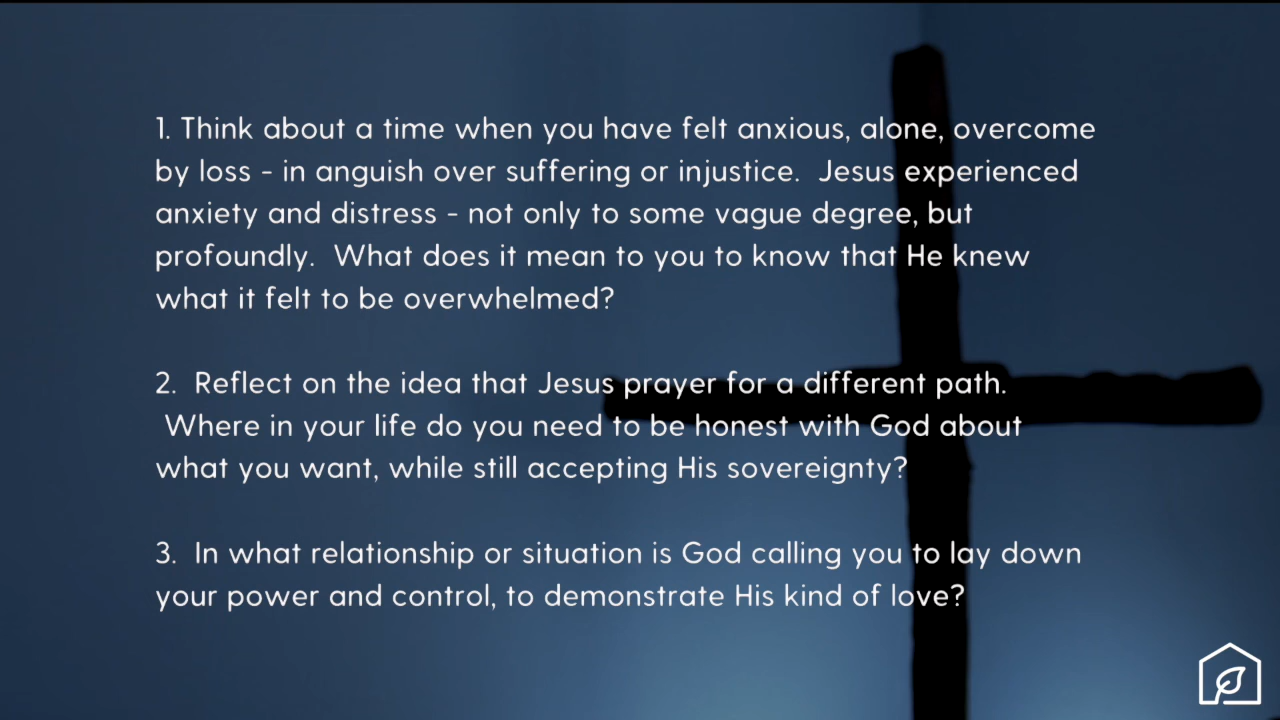 1. Think about a time when you have felt anxious, alone, overcome
by loss - in anguish over suffering or injustice.  Jesus experienced
anxiety and distress - not only to some vague degree, but
profoundly.  What does it mean to you to know that He knew
what it felt to be overwhelmed?
2.  Reflect on the idea that Jesus prayer for a different path.
Where in your life do you need to be honest with God about
what you want, while still accepting His sovereignty?
3.  In what relationship or situation is God calling you to lay down
your power and control, to demonstrate His kind of love?